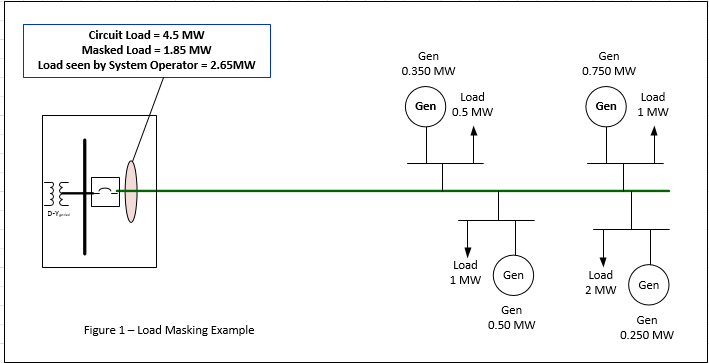 Circuit Load = 4.5 MW
Masked Load = 1.85 MW
Load seen by System Operator = 2.65MW
Gen
0.350 MW
Gen
Load
0.5 MW
Gen
0.750 MW
Gen
Load
1 MW
Load
1 MW
Gen
Gen
0.50 MW
Load
2 MW
Gen
Gen
0.250 MW
Figure 1 – Load Masking Example